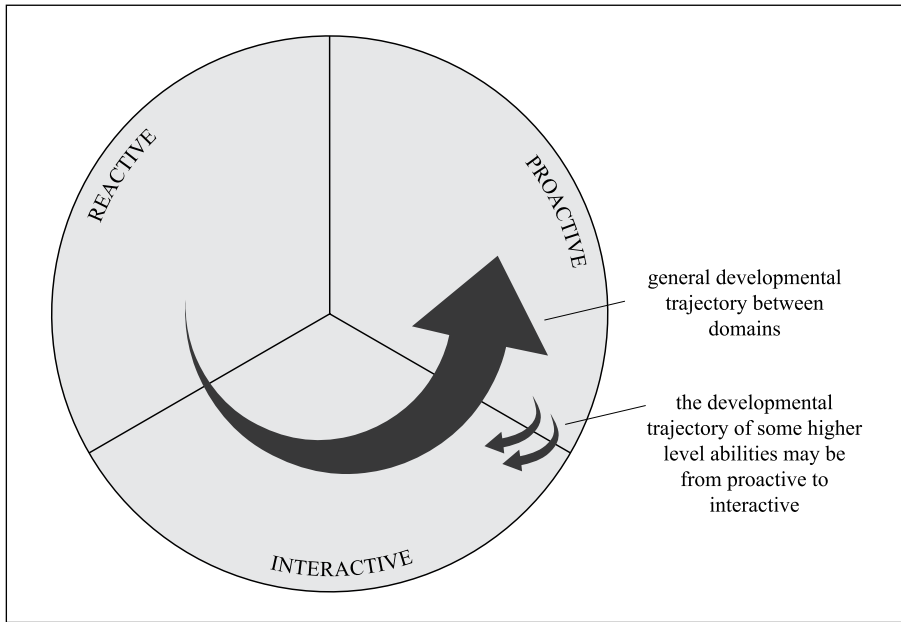 REACTIVE
PROACTIVE
general developmental
trajectory between
domains
the developmental
trajectory of some higher
level abilities may be
from proactive to
interactive
INTERACTIVE